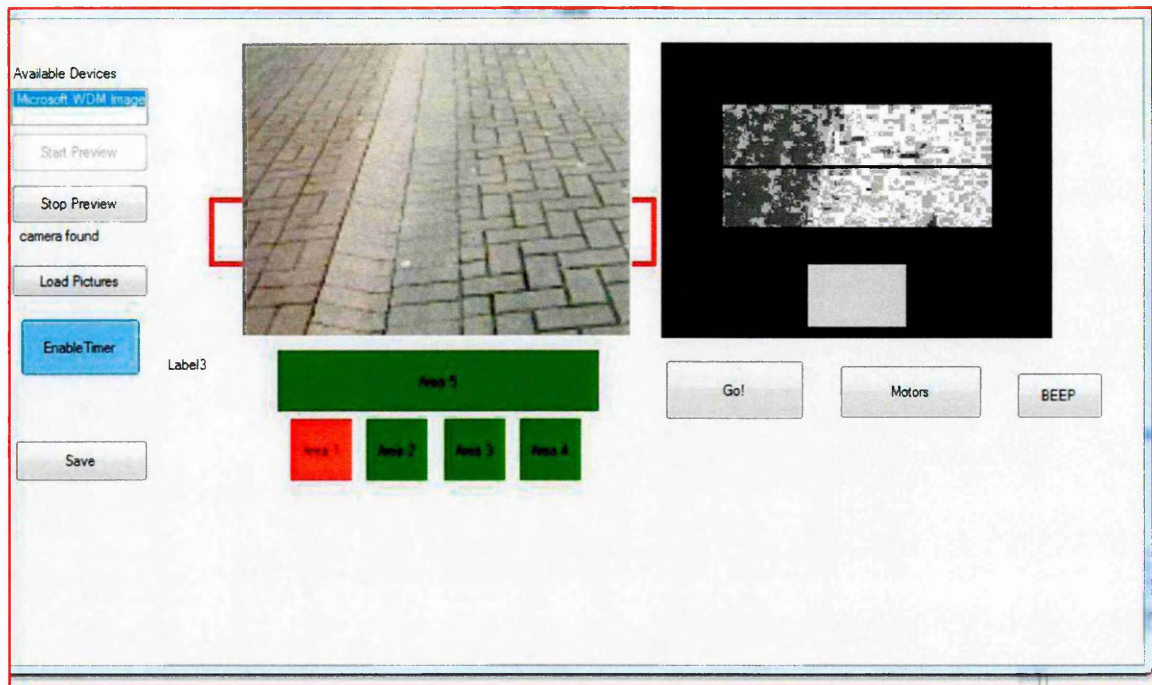 Available Devices
Microsoft WDM Image
Start Preview
Stop Preview
camera found
Load Pictures
Enable Timer
Label3
Save
Area 5
Area 1
Area 2
Area 3
Area 4
Go!
Motors
BEEP